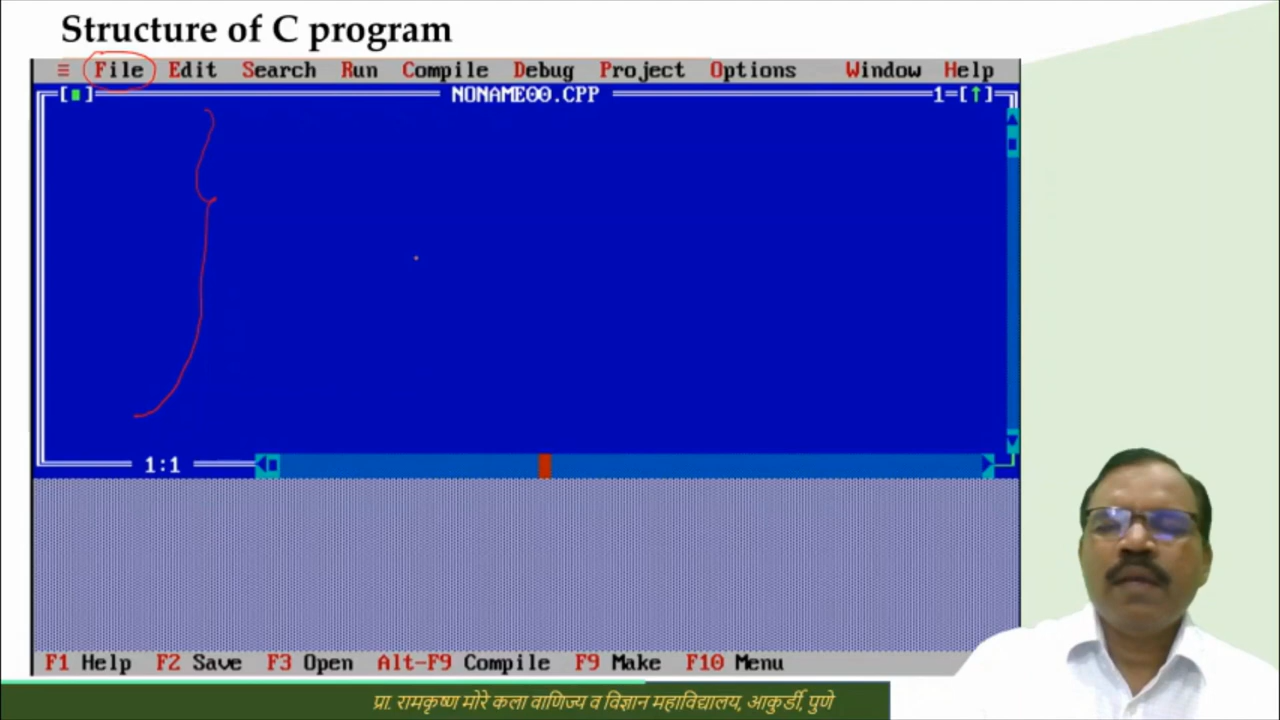 Structure of C program
≡ File Edit Search Run Compile Debug Project Options Window Help
[■] NONAME00.CPP 1=[↑]
1:1
F1 Help F2 Save F3 Open Alt-F9 Compile F9 Make F10 Menu
प्रा. रामकृष्ण मोरे कला वाणिज्य व विज्ञान महाविद्यालय, आकुर्डी, पुणे